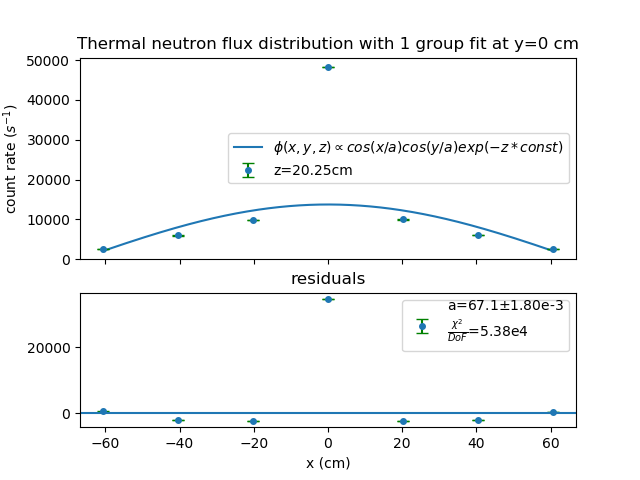 Thermal neutron flux distribution with 1 group fit at y=0 cm
50000
40000
30000
20000
10000
0
count rate (s⁻¹)
ϕ(x, y, z) ∝ cos(x/a)cos(y/a)exp(−z * const)
z=20.25cm
residuals
20000
0
a=67.1±1.80e-3
χ²/DoF=5.38e4
−60 −40 −20 0 20 40 60
x (cm)